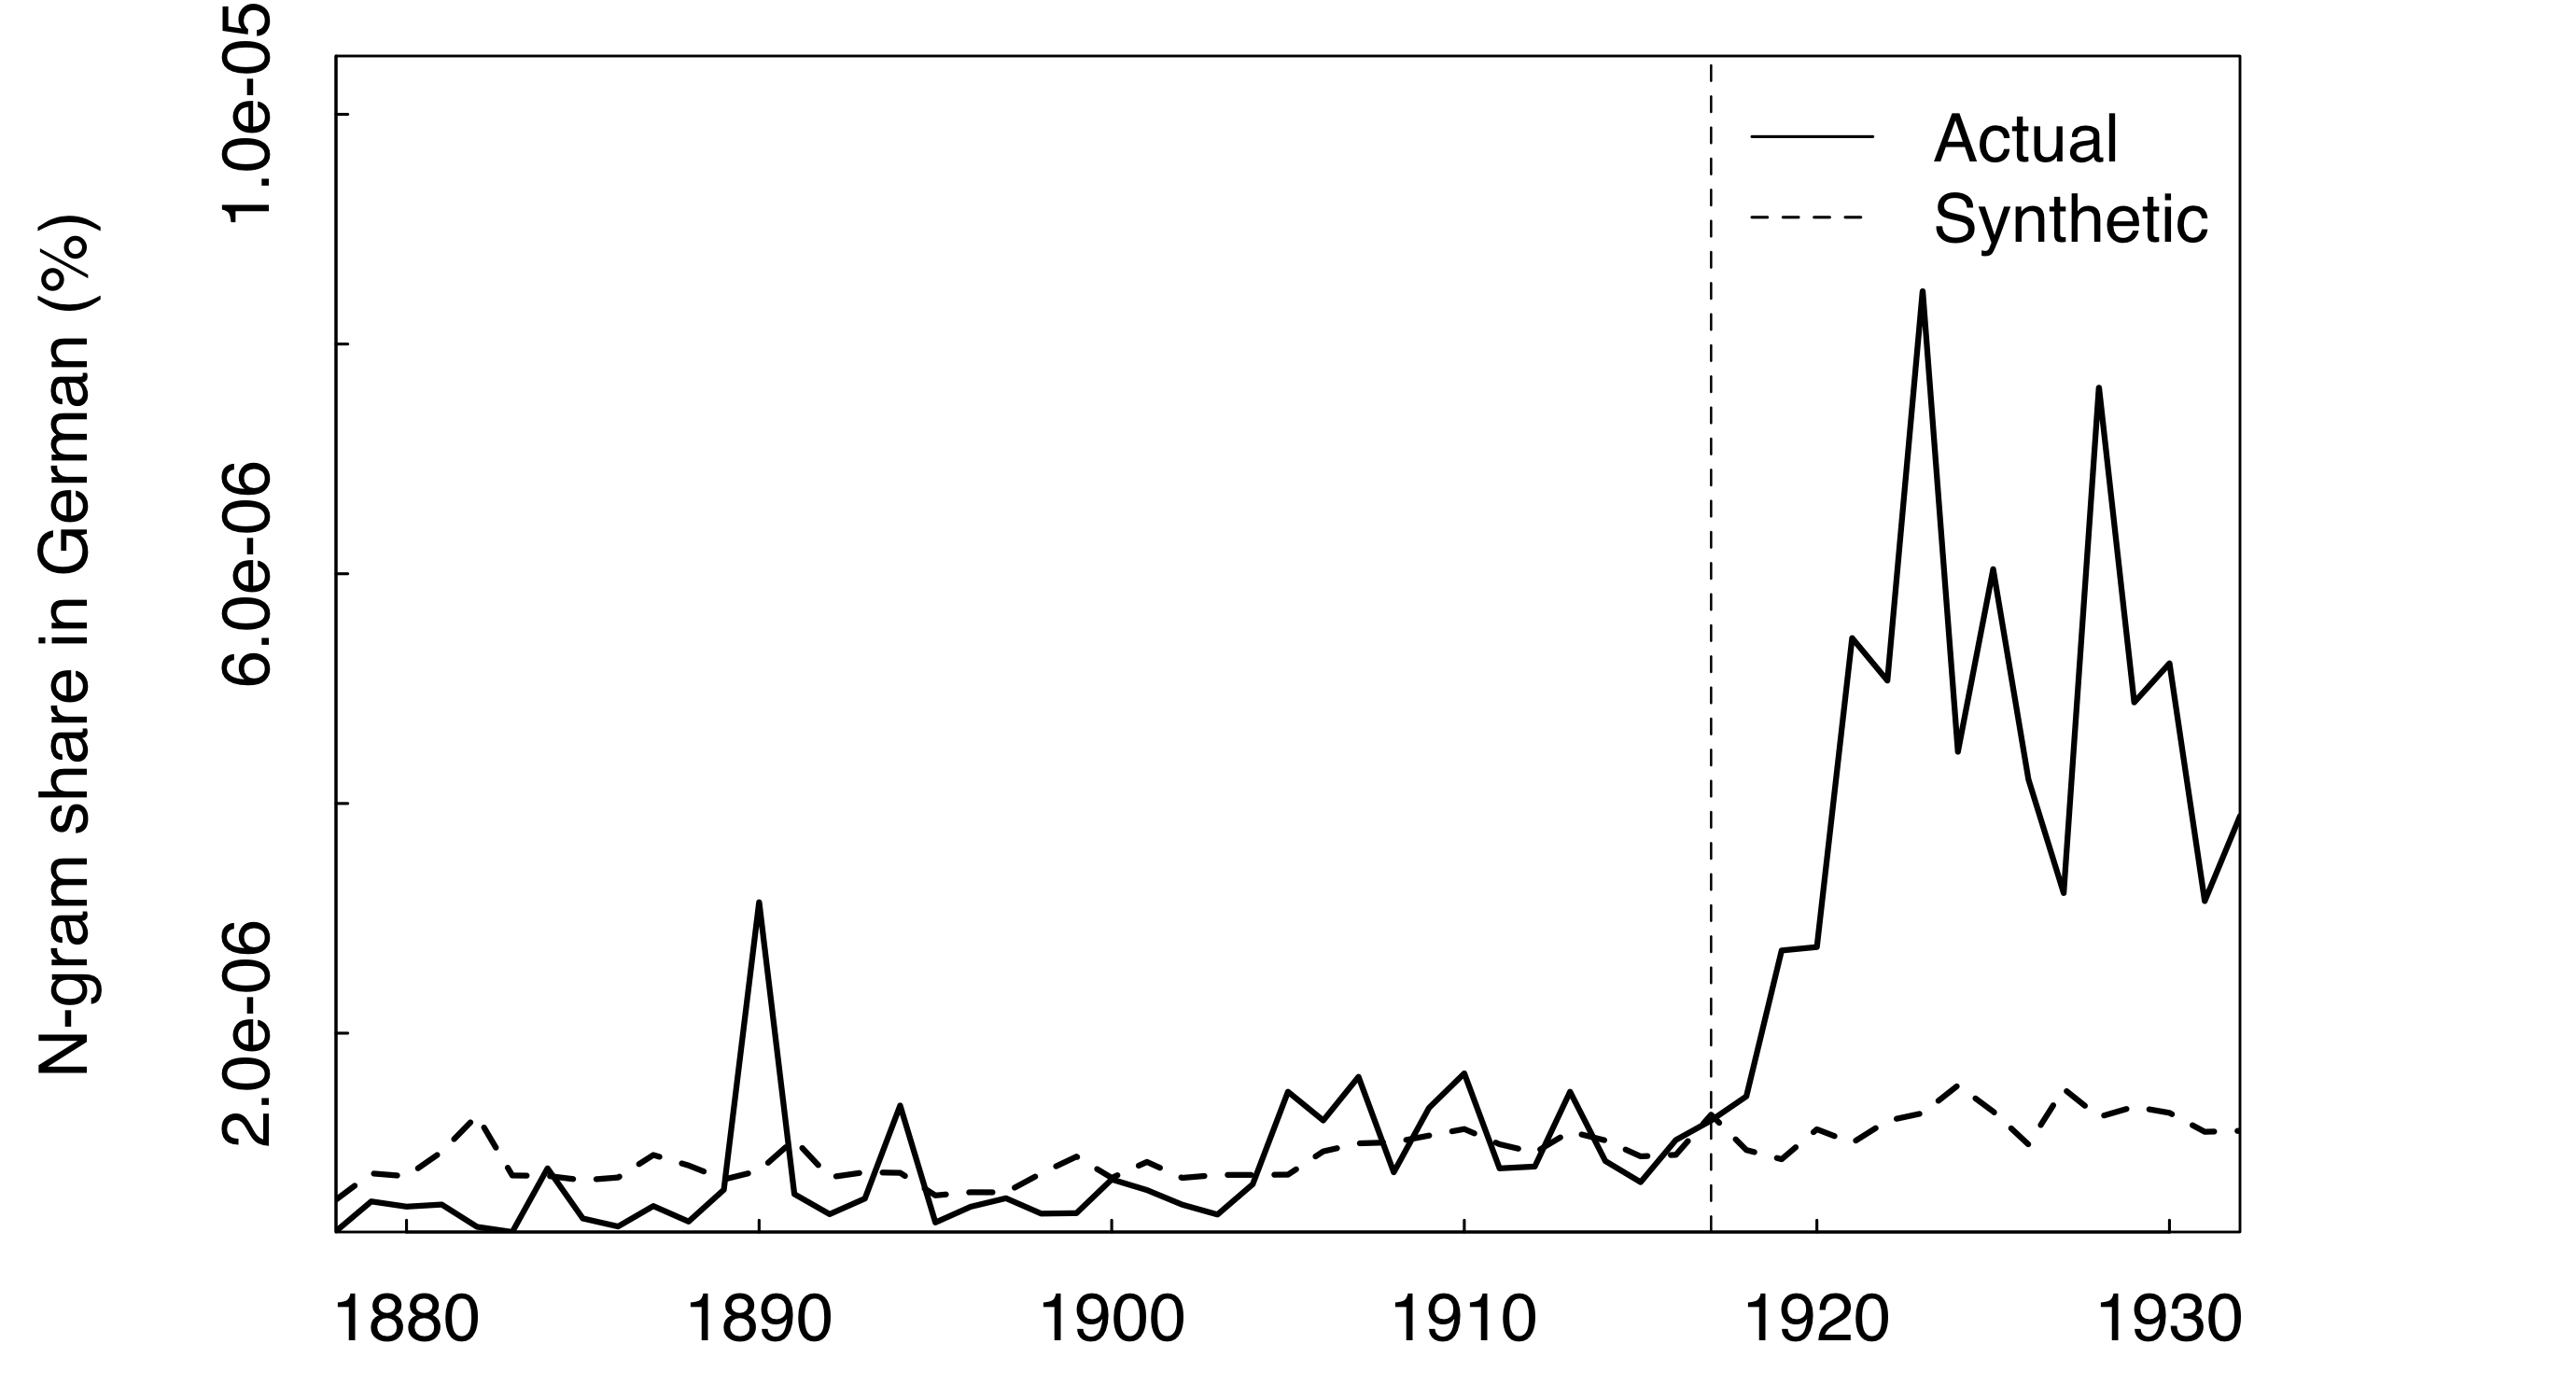 N-gram share in German (%)
1.0e-05
6.0e-06
2.0e-06
Actual
Synthetic
1880 1890 1900 1910 1920 1930